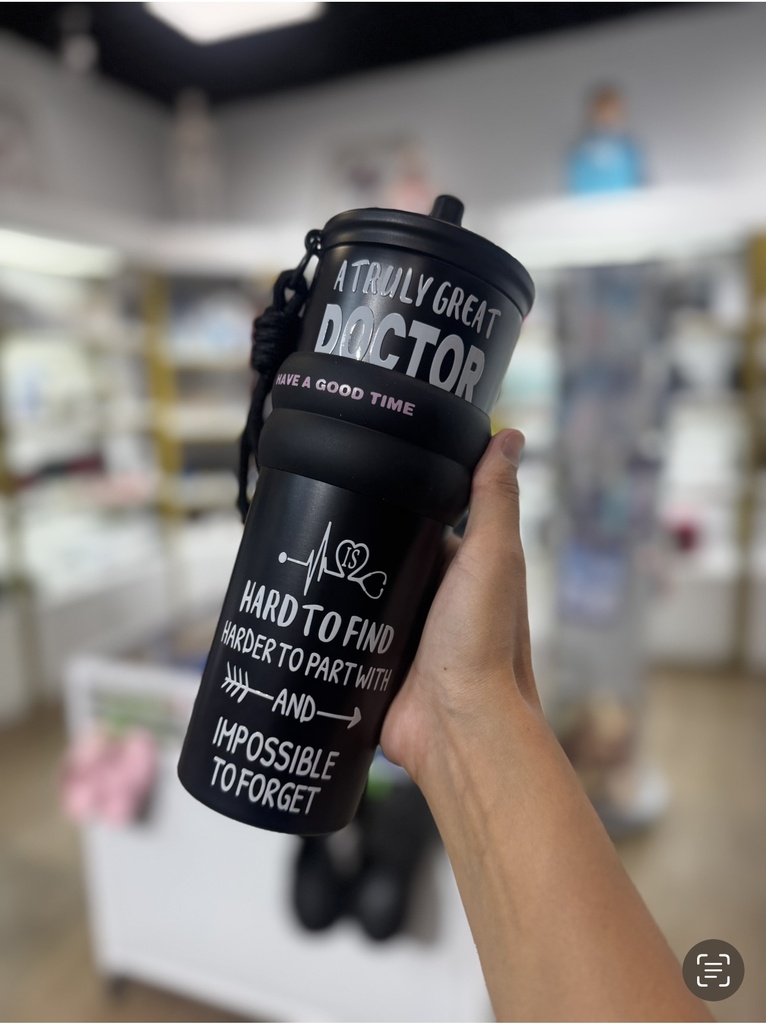 A TRULY GREAT
DOCTOR
HAVE A GOOD TIME
IS
HARD TO FIND
HARDER TO PART WITH
AND
IMPOSSIBLE
TO FORGET